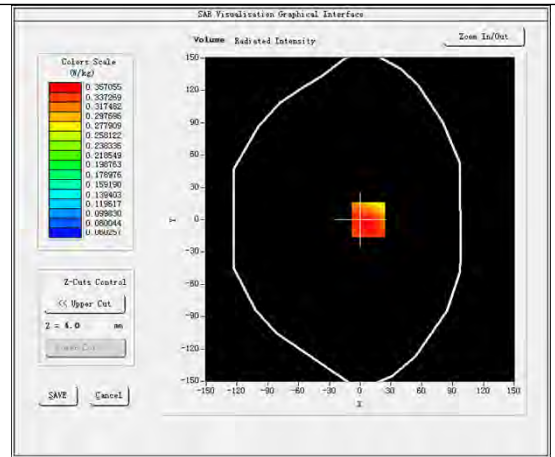 SAR Visualisation Graphical Interface
Volume Radiated Intensity
Zoom In/Out
Colors Scale
(W/kg)
0.357055
0.337269
0.317482
0.297696
0.277909
0.258122
0.238336
0.218549
0.198763
0.178976
0.159190
0.139403
0.119617
0.099830
0.080044
0.060257
150
120
90
60
30
0
-30
-60
-90
-120
-150
Y
-150 -120 -90 -60 -30 0 30 60 90 120 150
X
Z-Cuts Control
<< Upper Cut
Z = 4.0 mm
SAVE Cancel